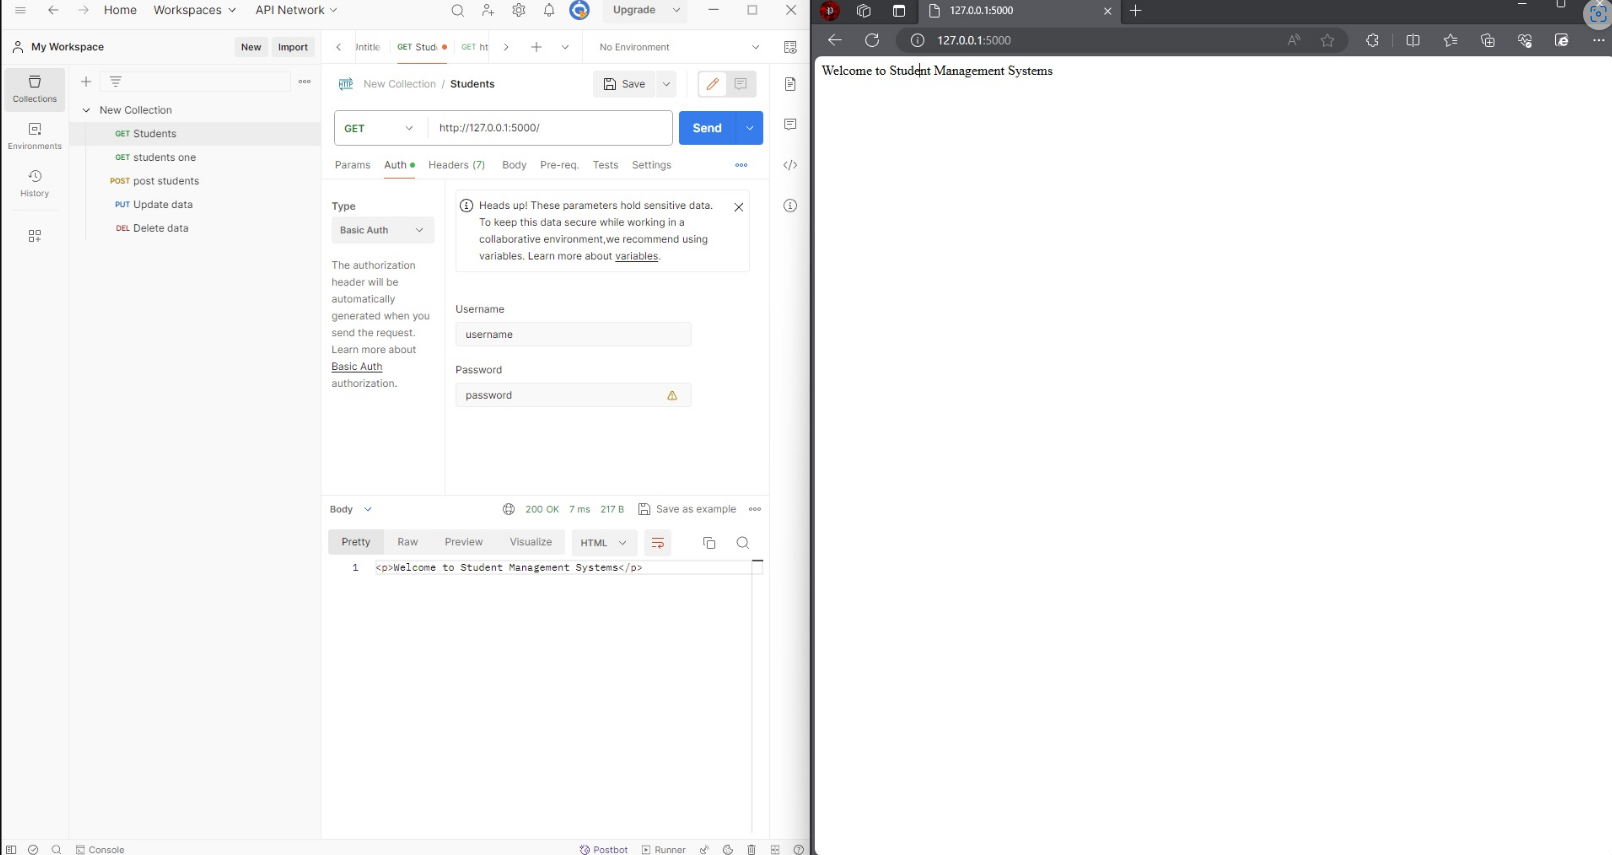 Home Workspaces API Network Upgrade
My Workspace New Import
Intitle GET Stud GET ht No Environment
Collections
Environments
History
New Collection
GET Students
GET students one
POST post students
PUT Update data
DEL Delete data
New Collection / Students Save
GET http://127.0.0.1:5000/ Send
Params Auth Headers (7) Body Pre-req. Tests Settings
Type
Basic Auth
The authorization
header will be
automatically
generated when you
send the request.
Learn more about
Basic Auth
authorization.
Heads up! These parameters hold sensitive data.
To keep this data secure while working in a
collaborative environment,we recommend using
variables. Learn more about variables.
Username
username
Password
password
Body 200 OK 7 ms 217 B Save as example
Pretty Raw Preview Visualize HTML
1 <p>Welcome to Student Management Systems</p>
Console Postbot Runner
127.0.0.1:5000
127.0.0.1:5000
Welcome to Student Management Systems